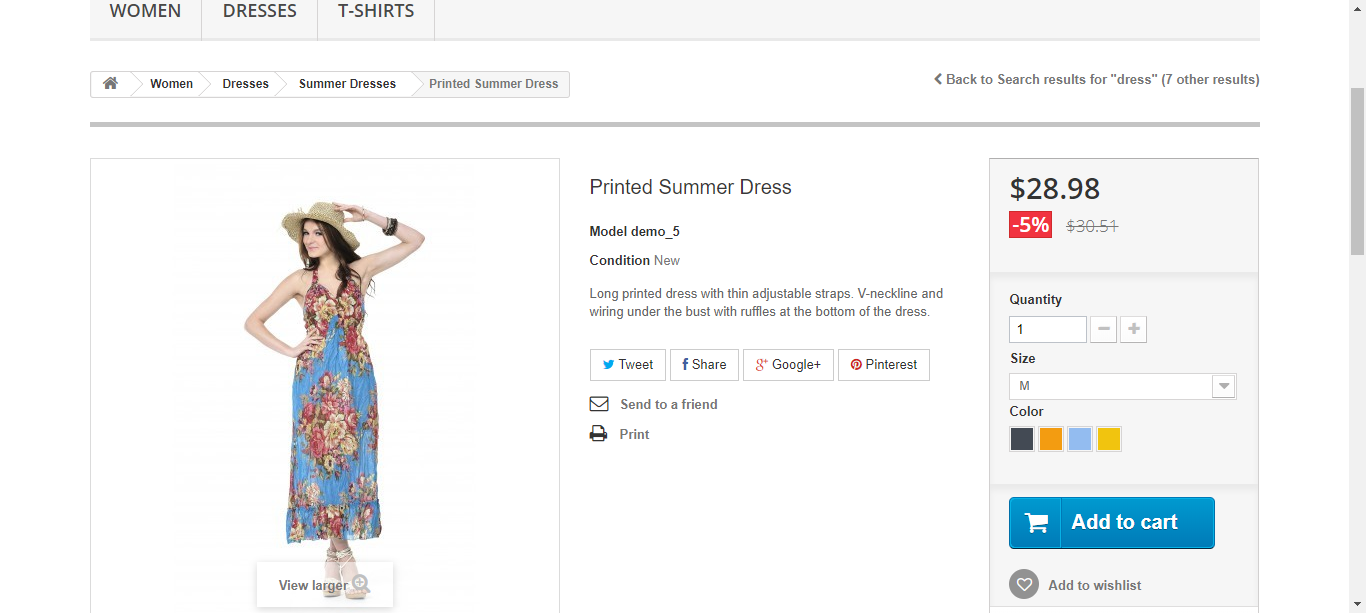 WOMEN DRESSES T-SHIRTS
Women Dresses Summer Dresses Printed Summer Dress
Back to Search results for "dress" (7 other results)
View larger
Printed Summer Dress
Model demo_5
Condition New
Long printed dress with thin adjustable straps. V-neckline and
wiring under the bust with ruffles at the bottom of the dress.
Tweet Share Google+ Pinterest
Send to a friend
Print
$28.98
-5% $30.51
Quantity
1
Size
M
Color
Add to cart
Add to wishlist